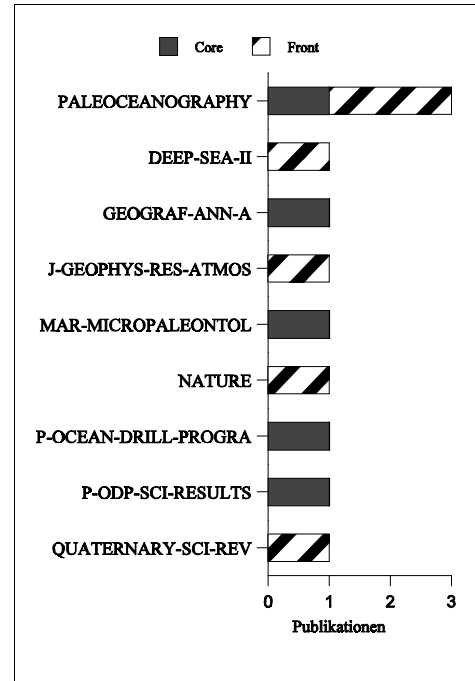 Core Front
PALEOCEANOGRAPHY
DEEP-SEA-II
GEOGRAF-ANN-A
J-GEOPHYS-RES-ATMOS
MAR-MICROPALEONTOL
NATURE
P-OCEAN-DRILL-PROGRA
P-ODP-SCI-RESULTS
QUATERNARY-SCI-REV
0 1 2 3
Publikationen